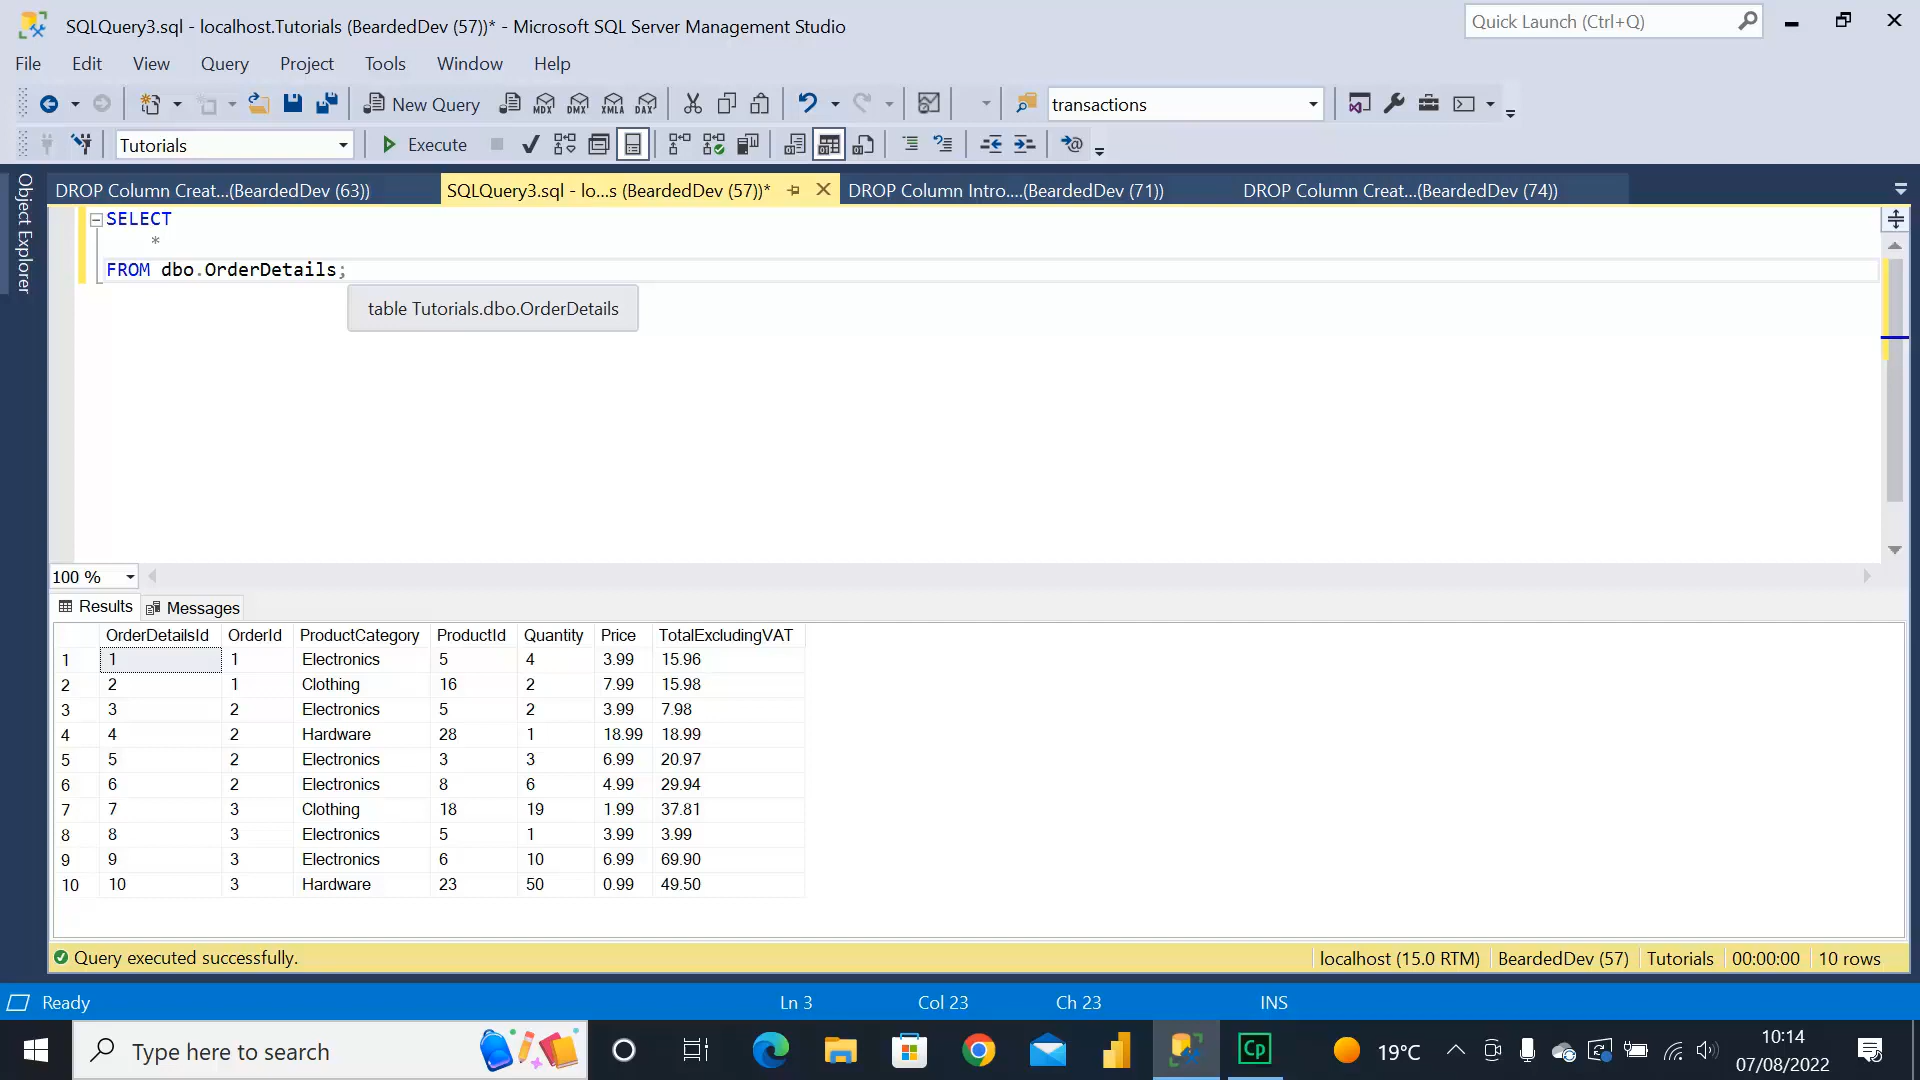 SQLQuery3.sql - localhost.Tutorials (BeardedDev (57))* - Microsoft SQL Server Management Studio
Quick Launch (Ctrl+Q)
File Edit View Query Project Tools Window Help
New Query MDX DMX XMLA DAX transactions
Tutorials Execute
DROP Column Creat...(BeardedDev (63)) SQLQuery3.sql - lo...s (BeardedDev (57))* DROP Column Intro....(BeardedDev (71)) DROP Column Creat...(BeardedDev (74))
Object Explorer
SELECT
*
FROM dbo.OrderDetails;
table Tutorials.dbo.OrderDetails
100 %
Results Messages
OrderDetailsId OrderId ProductCategory ProductId Quantity Price TotalExcludingVAT
1 1 1 Electronics 5 4 3.99 15.96
2 2 1 Clothing 16 2 7.99 15.98
3 3 2 Electronics 5 2 3.99 7.98
4 4 2 Hardware 28 1 18.99 18.99
5 5 2 Electronics 3 3 6.99 20.97
6 6 2 Electronics 8 6 4.99 29.94
7 7 3 Clothing 18 19 1.99 37.81
8 8 3 Electronics 5 1 3.99 3.99
9 9 3 Electronics 6 10 6.99 69.90
10 10 3 Hardware 23 50 0.99 49.50
Query executed successfully. localhost (15.0 RTM) BeardedDev (57) Tutorials 00:00:00 10 rows
Ready Ln 3 Col 23 Ch 23 INS
Type here to search Cp 19°C 10:14
07/08/2022